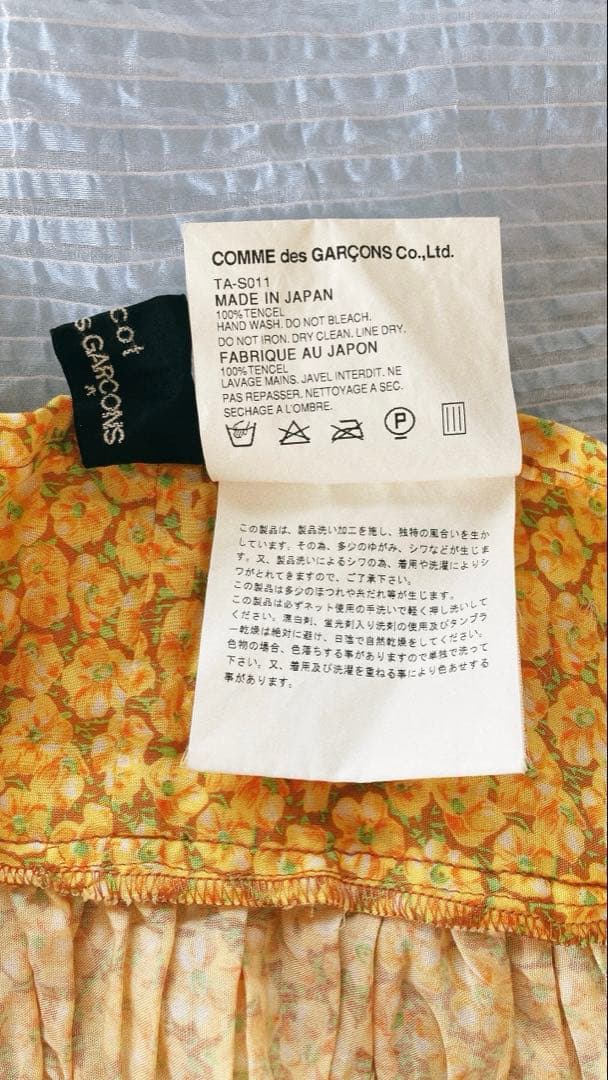 cot
S GARÇONS
COMME des GARÇONS Co.,Ltd.
TA-S011
MADE IN JAPAN
100%TENCEL
HAND WASH. DO NOT BLEACH.
DO NOT IRON. DRY CLEAN. LINE DRY.
FABRIQUE AU JAPON
100%TENCEL
LAVAGE MAINS. JAVEL INTERDIT. NE
PAS REPASSER. NETTOYAGE A SEC.
SECHAGE A L'OMBRE.
P
この製品は、製品洗い加工を施し、独特の風合いを生か
しています。その為、多少のゆがみ、シワなどが生じま
す。又、製品洗いによるシワの為、着用や洗濯によりシ
ワがとれてきますので、ご了承下さい。
この製品は多少のほつれや糸だれ等が生じます。
この製品は必ずネット使用の手洗いで軽く押し洗いして
ください。漂白剤、蛍光剤入り洗剤の使用及びタンブラ
ー乾燥は絶対に避け、日陰で自然乾燥をしてください。
色物の場合、色落ちする事がありますので単独で洗って
下さい。又、着用及び洗濯を重ねる事により色あせする
事があります。